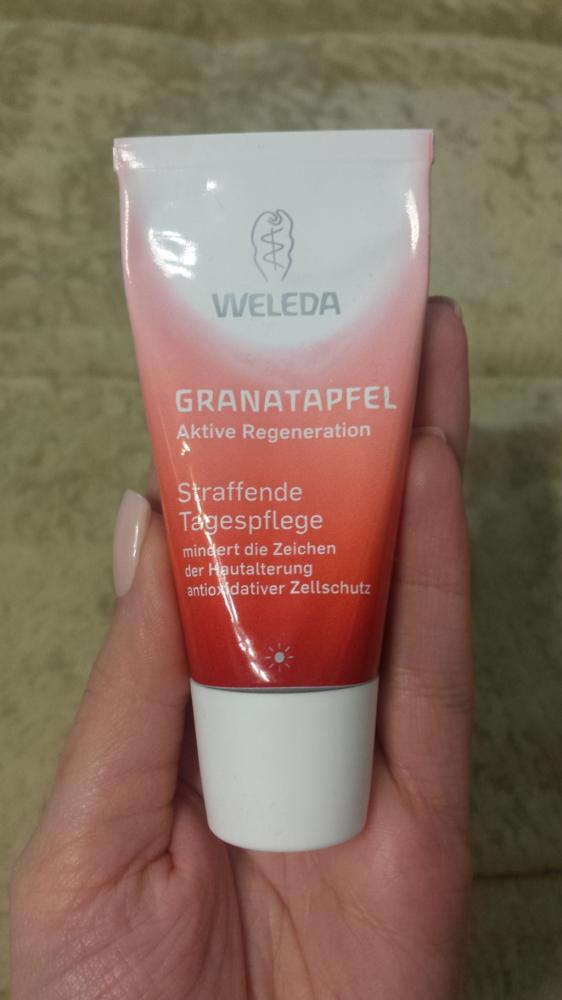 WELEDA
GRANATAPFEL
Aktive Regeneration
Straffende
Tagespflege
mindert die Zeichen
der Hautalterung
antioxidativer Zellschutz